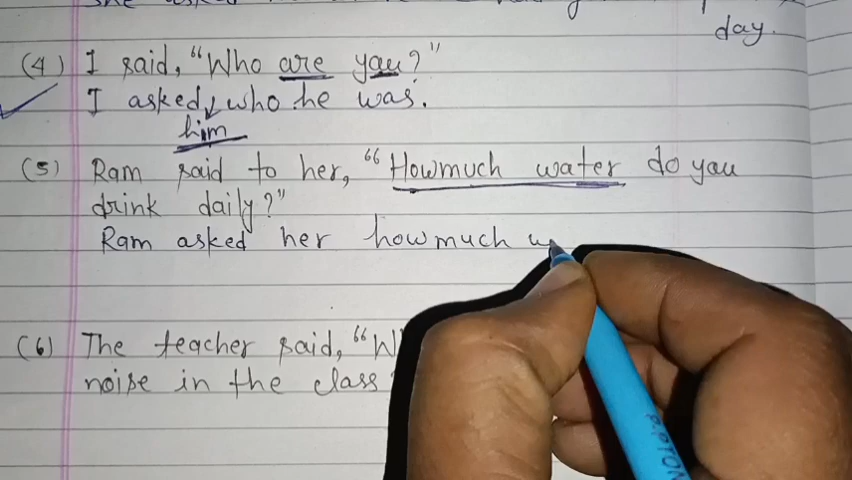 day.
(4) I said, "Who are you?"
I asked who he was.
him
(5) Ram said to her, "Howmuch water do you
drink daily?"
Ram asked her howmuch w
(6) The teacher said, "W
noise in the class